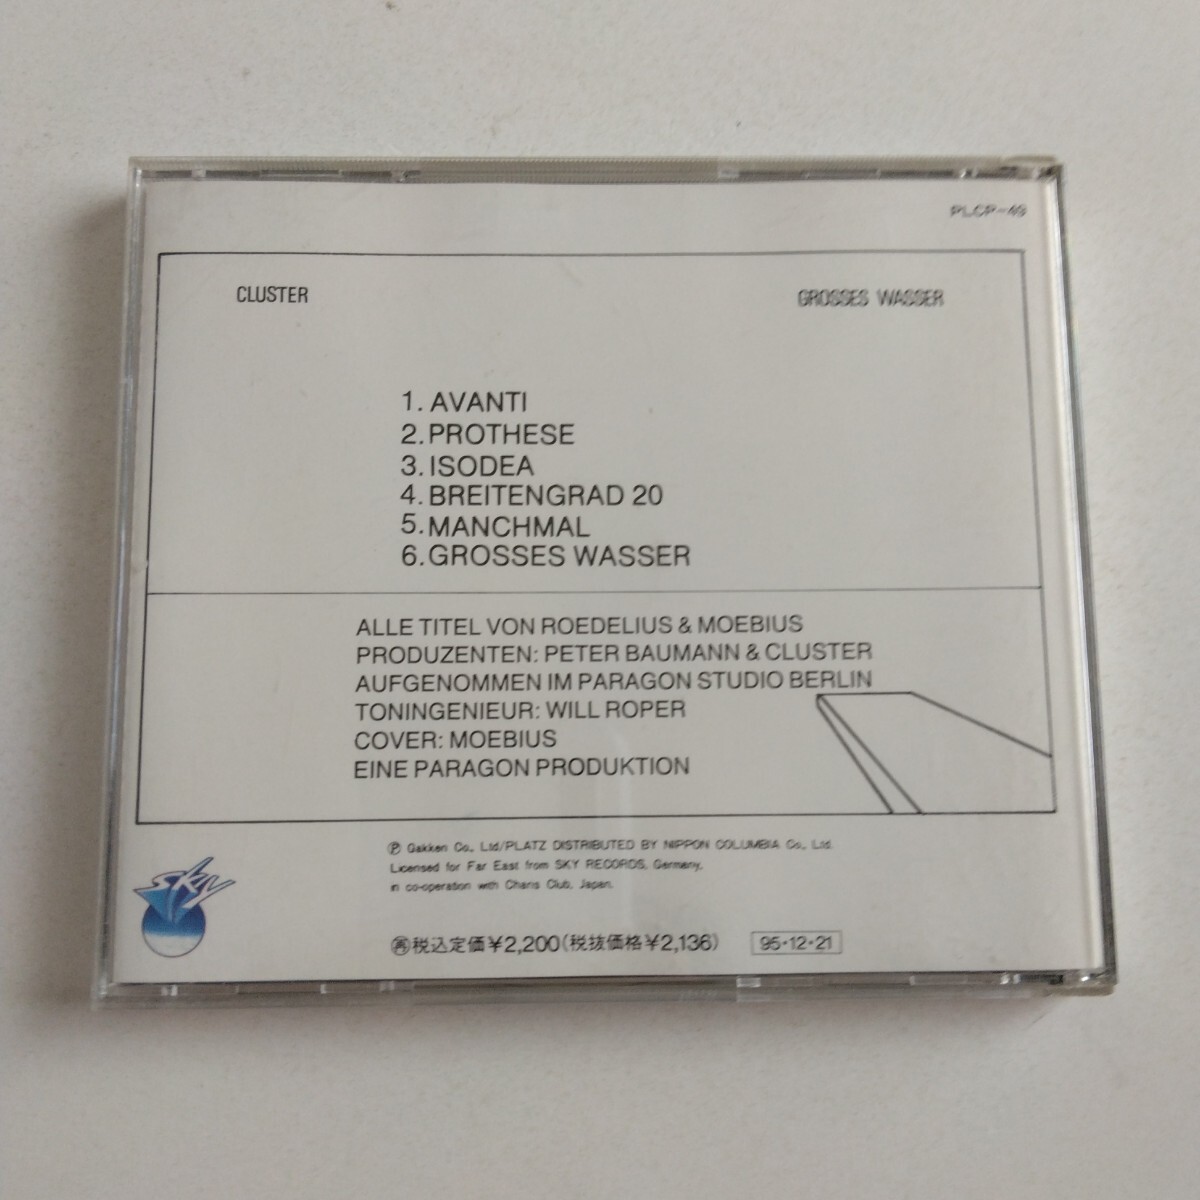 PLCP-49
CLUSTER
GROSSES WASSER
1. AVANTI
2. PROTHESE
3. ISODEA
4. BREITENGRAD 20
5. MANCHMAL
6. GROSSES WASSER
ALLE TITEL VON ROEDELIUS & MOEBIUS
PRODUZENTEN: PETER BAUMANN & CLUSTER
AUFGENOMMEN IM PARAGON STUDIO BERLIN
TONINGENIEUR: WILL ROPER
COVER: MOEBIUS
EINE PARAGON PRODUKTION
Ⓟ Gakken Co., Ltd/PLATZ DISTRIBUTED BY NIPPON COLUMBIA Co., Ltd.
Licensed for Far East from SKY RECORDS, Germany,
in co-operation with Charis Club, Japan.
SKY
㊢税込定価¥2,200(税抜価格¥2,136)
95・12・21